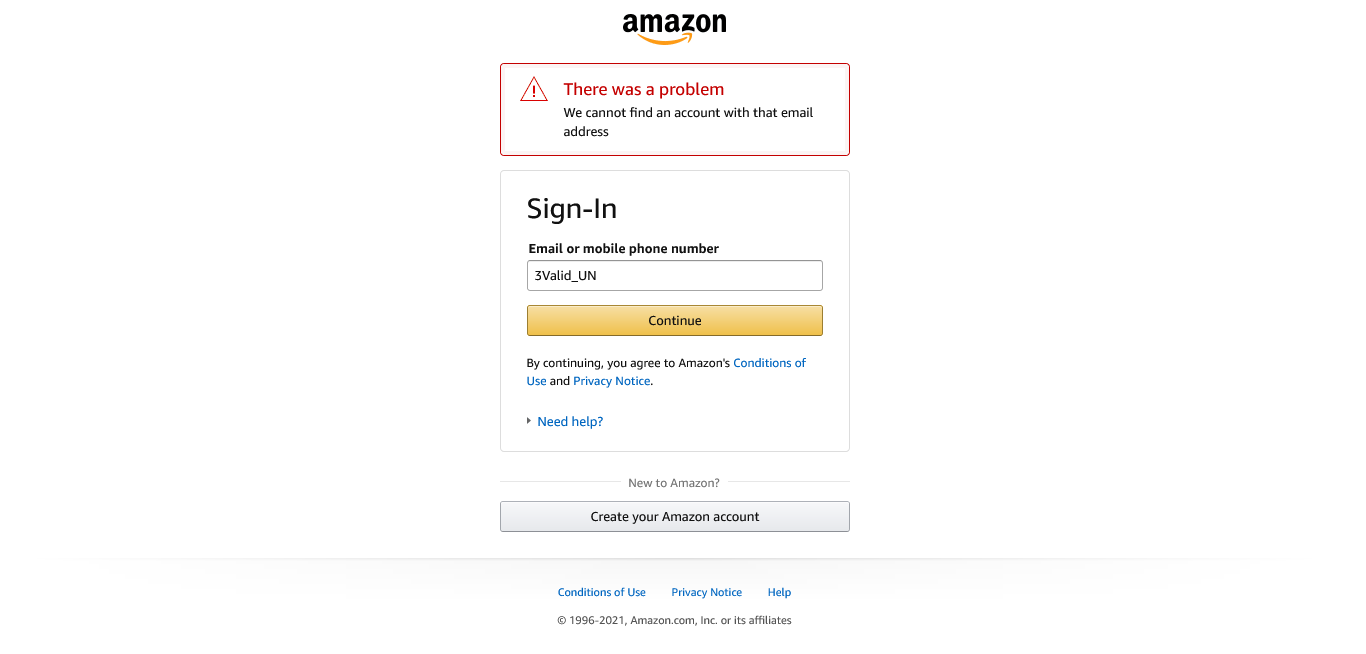 amazon
There was a problem
We cannot find an account with that email
address
Sign-In
Email or mobile phone number
3Valid_UN
Continue
By continuing, you agree to Amazon's Conditions of
Use and Privacy Notice.
Need help?
New to Amazon?
Create your Amazon account
Conditions of Use Privacy Notice Help
© 1996-2021, Amazon.com, Inc. or its affiliates